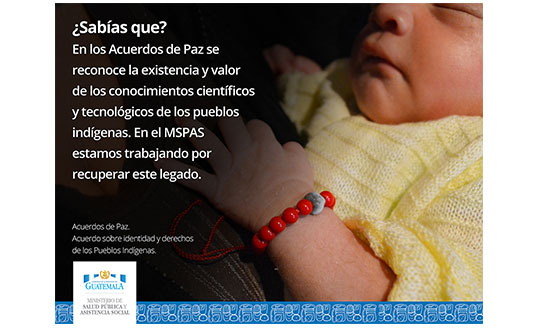 ¿Sabías que?
En los Acuerdos de Paz se
reconoce la existencia y valor
de los conocimientos científicos
y tecnológicos de los pueblos
indígenas. En el MSPAS
estamos trabajando por
recuperar este legado.
Acuerdos de Paz.
Acuerdo sobre identidad y derechos
de los Pueblos Indígenas.
GUATEMALA
MINISTERIO DE
SALUD PÚBLICA Y
ASISTENCIA SOCIAL